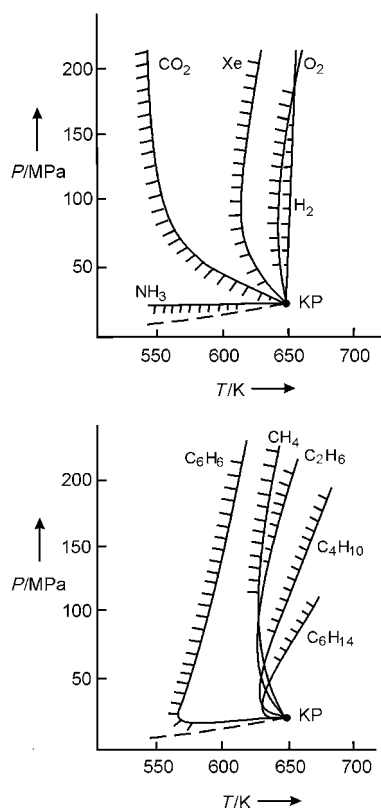 CO₂ Xe O₂
200
150
P/MPa
100
H₂
50
NH₃
KP
550 600 650 700
T/K
C₆H₆ CH₄ C₂H₆
200
C₄H₁₀
150
P/MPa
100
C₆H₁₄
50
KP
550 600 650 700
T/K